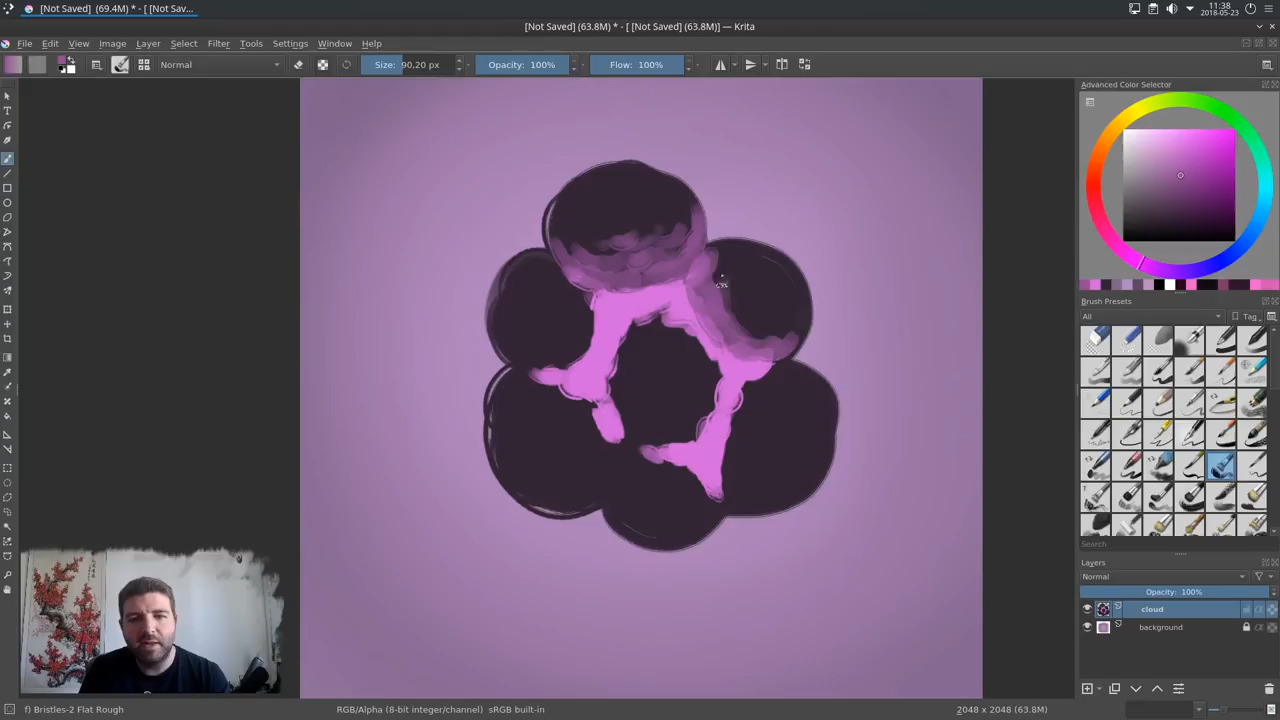 [Not Saved] (69.4M) * - [ [Not Sav...
11:38
2018-05-23
[Not Saved] (63.8M) * - [ [Not Saved] (63.8M)] — Krita
File Edit View Image Layer Select Filter Tools Settings Window Help
Normal Size: 90.20 px Opacity: 100% Flow: 100%
Advanced Color Selector
Brush Presets
All Tag
Search
Layers
Normal
Opacity: 100%
cloud
background
f) Bristles-2 Flat Rough RGB/Alpha (8-bit integer/channel) sRGB built-in 2048 x 2048 (63.8M)